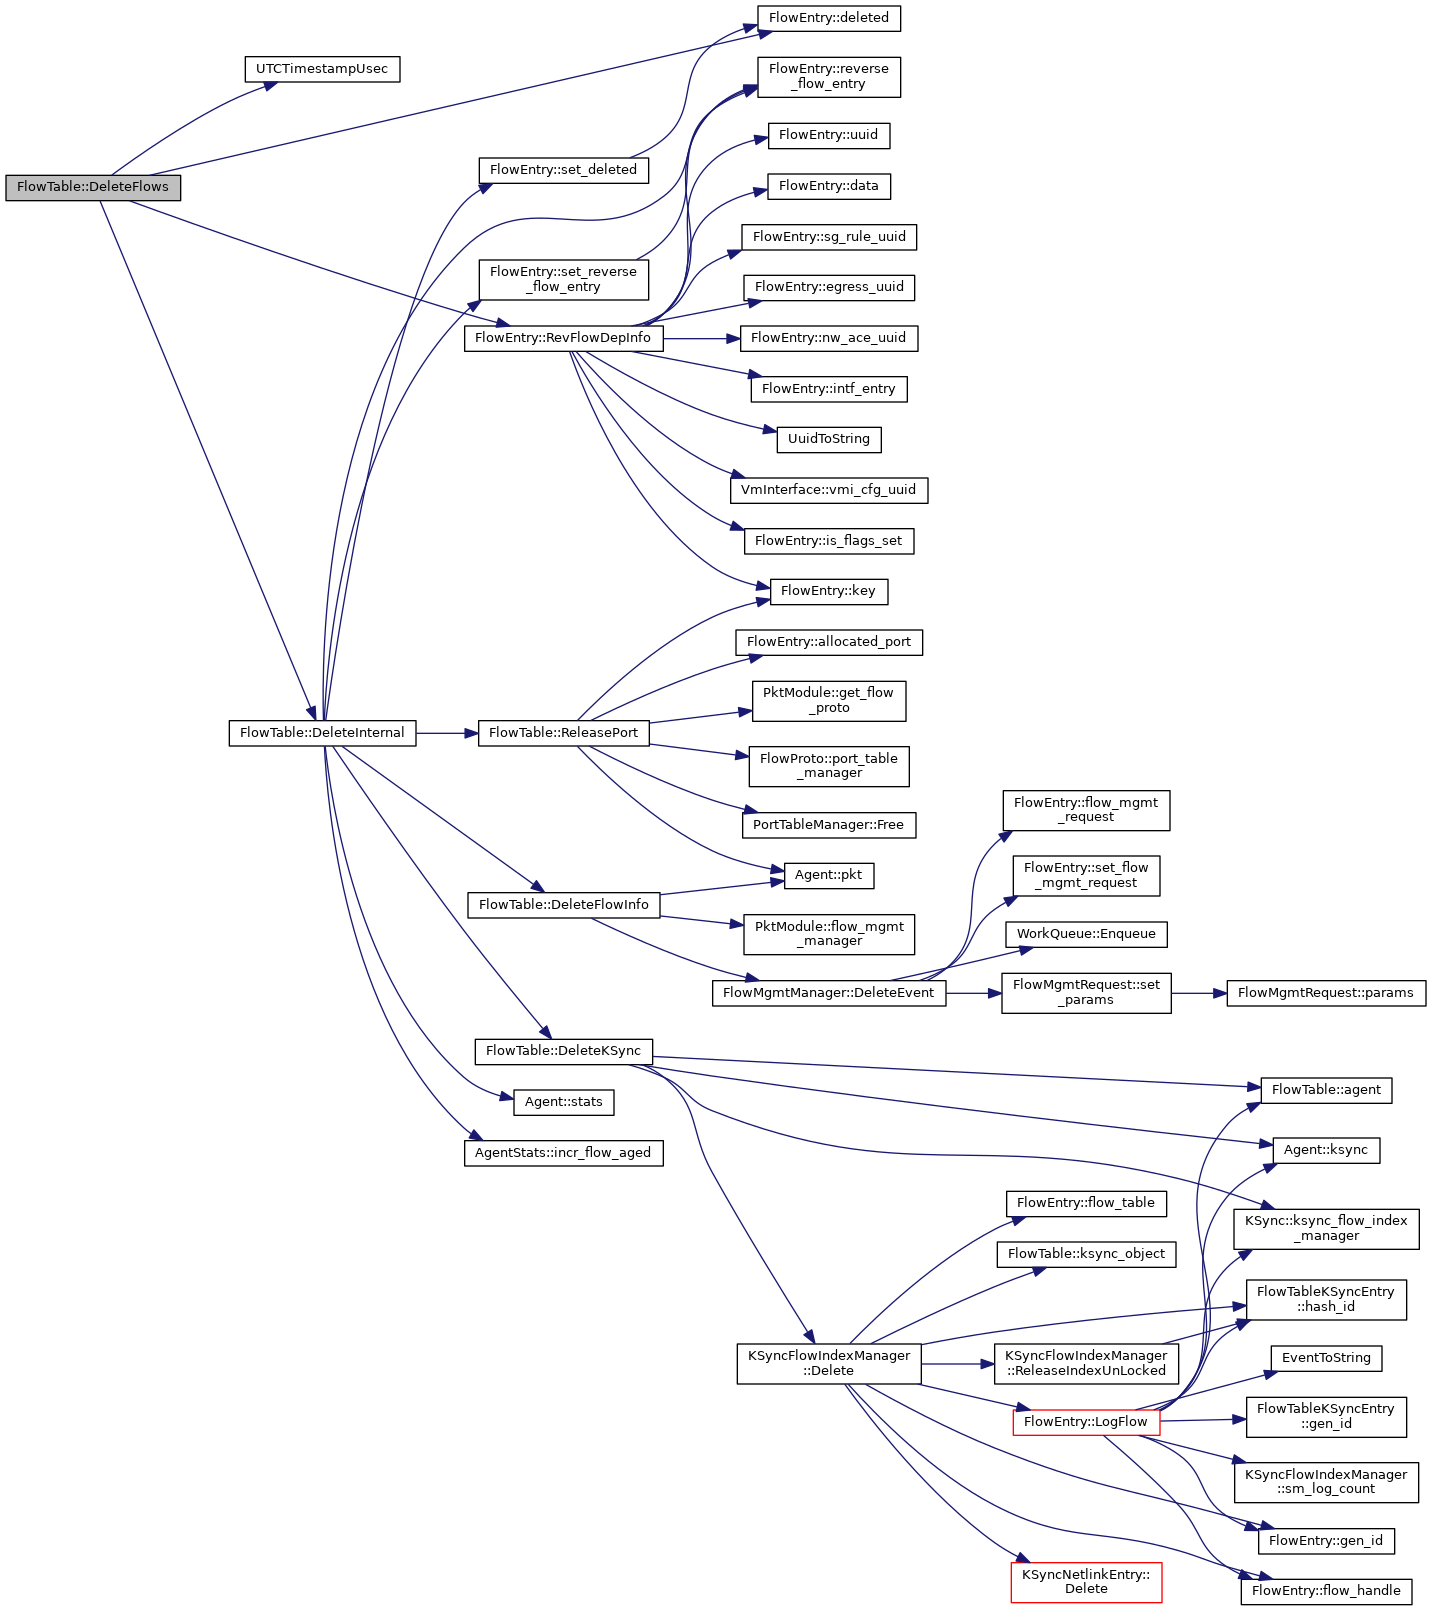 FlowEntry::deleted
UTCTimestampUsec
FlowEntry::reverse
_flow_entry
FlowEntry::uuid
FlowEntry::set_deleted
FlowTable::DeleteFlows
FlowEntry::data
FlowEntry::sg_rule_uuid
FlowEntry::set_reverse
_flow_entry
FlowEntry::egress_uuid
FlowEntry::RevFlowDepInfo
FlowEntry::nw_ace_uuid
FlowEntry::intf_entry
UuidToString
VmInterface::vmi_cfg_uuid
FlowEntry::is_flags_set
FlowEntry::key
FlowEntry::allocated_port
PktModule::get_flow
_proto
FlowTable::DeleteInternal
FlowTable::ReleasePort
FlowProto::port_table
_manager
FlowEntry::flow_mgmt
_request
PortTableManager::Free
Agent::pkt
FlowEntry::set_flow
_mgmt_request
FlowTable::DeleteFlowInfo
PktModule::flow_mgmt
_manager
WorkQueue::Enqueue
FlowMgmtManager::DeleteEvent
FlowMgmtRequest::set
_params
FlowMgmtRequest::params
FlowTable::DeleteKSync
FlowTable::agent
Agent::stats
AgentStats::incr_flow_aged
Agent::ksync
FlowEntry::flow_table
KSync::ksync_flow_index
_manager
FlowTable::ksync_object
FlowTableKSyncEntry
::hash_id
KSyncFlowIndexManager
::Delete
KSyncFlowIndexManager
::ReleaseIndexUnLocked
EventToString
FlowEntry::LogFlow
FlowTableKSyncEntry
::gen_id
KSyncFlowIndexManager
::sm_log_count
FlowEntry::gen_id
KSyncNetlinkEntry::
Delete
FlowEntry::flow_handle